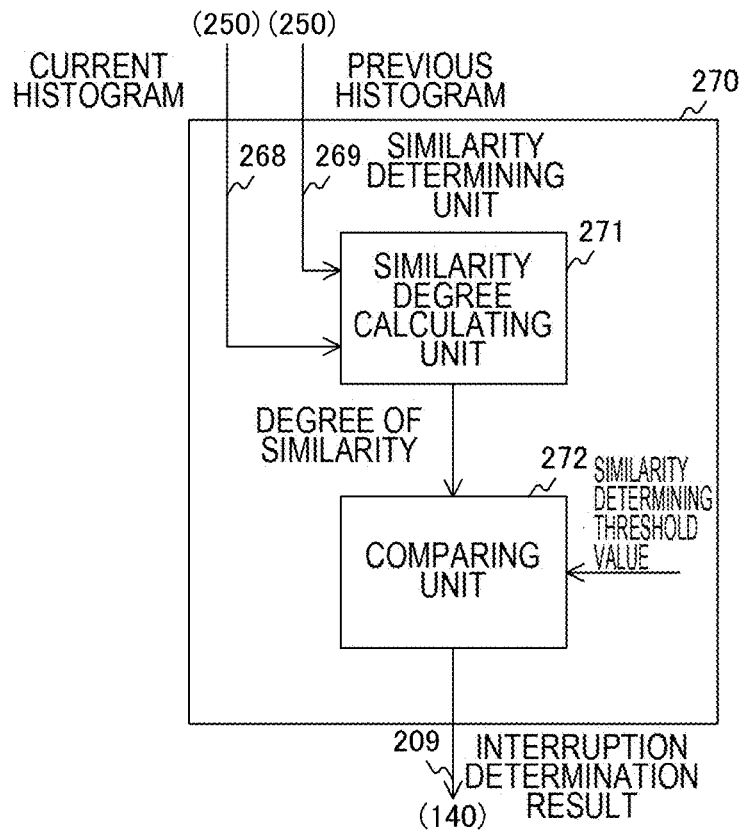 (250) (250)
CURRENT
HISTOGRAM
PREVIOUS
HISTOGRAM
270
268
269
SIMILARITY
DETERMINING
UNIT
271
SIMILARITY
DEGREE
CALCULATING
UNIT
DEGREE OF
SIMILARITY
272
SIMILARITY
DETERMINING
THRESHOLD
VALUE
COMPARING
UNIT
209
INTERRUPTION
DETERMINATION
RESULT
(140)